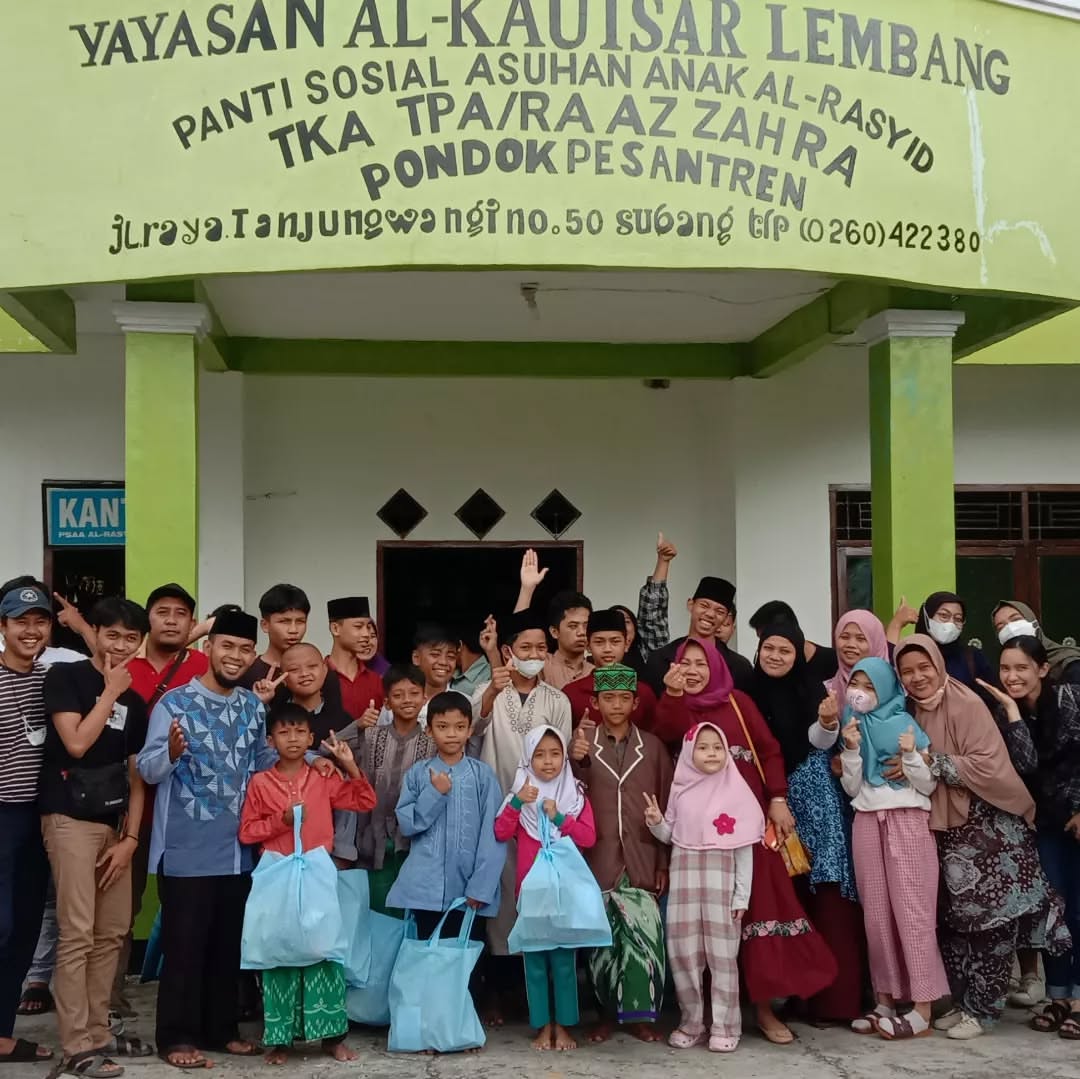 YAYASAN AL-KAUTSAR LEMBANG
PANTI SOSIAL ASUHAN ANAK AL-RASYID
TKA TPA/RA AZ ZAHRA
PONDOK PESANTREN
jL.raya.Tanjungwangi no.50 subang tlp (0260)422380
KANT
PSAA AL-RAS